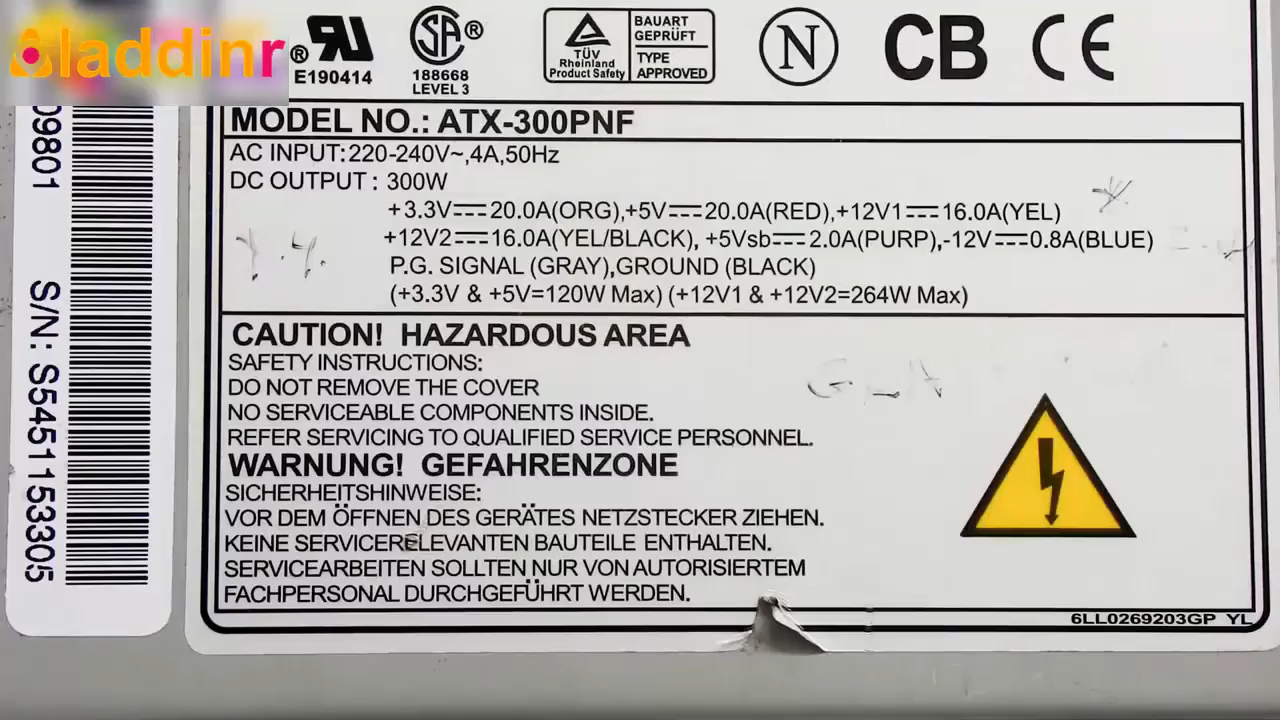 aladdinr
® ®
E190414
SA ®
188668
LEVEL 3
TÜV
Rheinland
Product Safety
BAUART
GEPRÜFT
TYPE
APPROVED
N
CB
CE
09801
S/N: S5451153305
MODEL NO.: ATX-300PNF
AC INPUT:220-240V~,4A,50Hz
DC OUTPUT : 300W
+3.3V⎓20.0A(ORG),+5V⎓20.0A(RED),+12V1⎓16.0A(YEL)
+12V2⎓16.0A(YEL/BLACK), +5Vsb⎓2.0A(PURP),-12V⎓0.8A(BLUE)
P.G. SIGNAL (GRAY),GROUND (BLACK)
(+3.3V & +5V=120W Max) (+12V1 & +12V2=264W Max)
CAUTION! HAZARDOUS AREA
SAFETY INSTRUCTIONS:
DO NOT REMOVE THE COVER
NO SERVICEABLE COMPONENTS INSIDE.
REFER SERVICING TO QUALIFIED SERVICE PERSONNEL.
WARNUNG! GEFAHRENZONE
SICHERHEITSHINWEISE:
VOR DEM ÖFFNEN DES GERÄTES NETZSTECKER ZIEHEN.
KEINE SERVICERELEVANTEN BAUTEILE ENTHALTEN.
SERVICEARBEITEN SOLLTEN NUR VON AUTORISIERTEM
FACHPERSONAL DURCHGEFÜHRT WERDEN.
6LL0269203GP YL